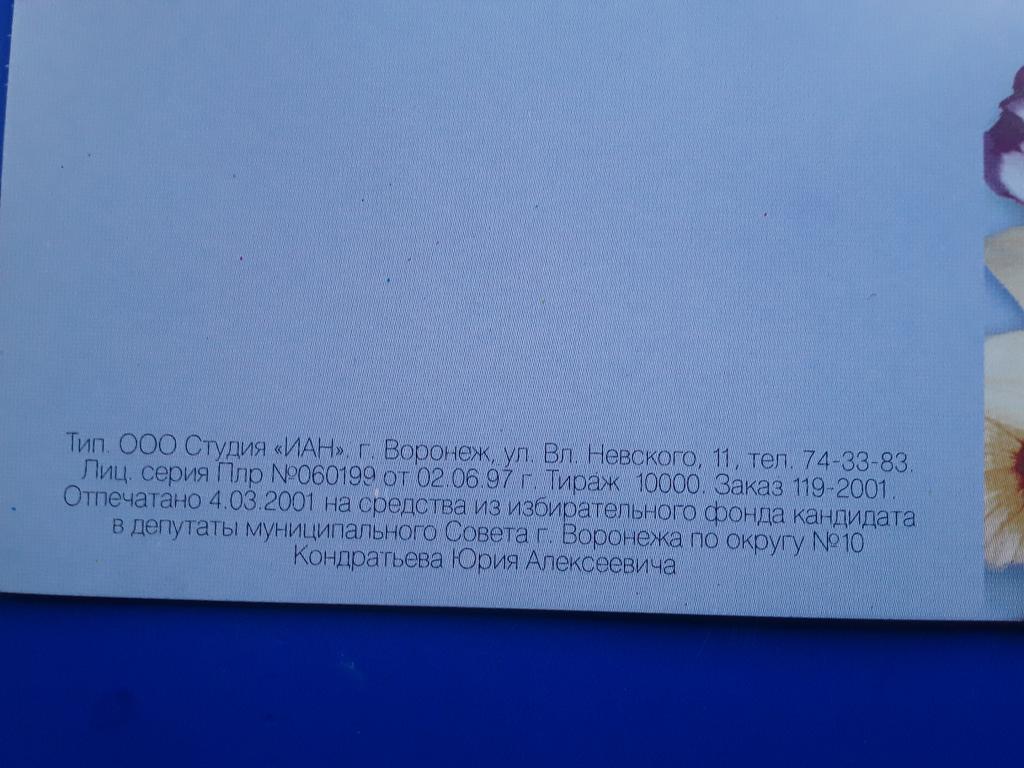 Тип. ООО Студия «ИАН». г. Воронеж, ул. Вл. Невского, 11, тел. 74-33-83.
Лиц. серия Плр №060199 от 02.06.97 г. Тираж 10000. Заказ 119-2001.
Отпечатано 4.03.2001 на средства из избирательного фонда кандидата
в депутаты муниципального Совета г. Воронежа по округу №10
Кондратьева Юрия Алексеевича